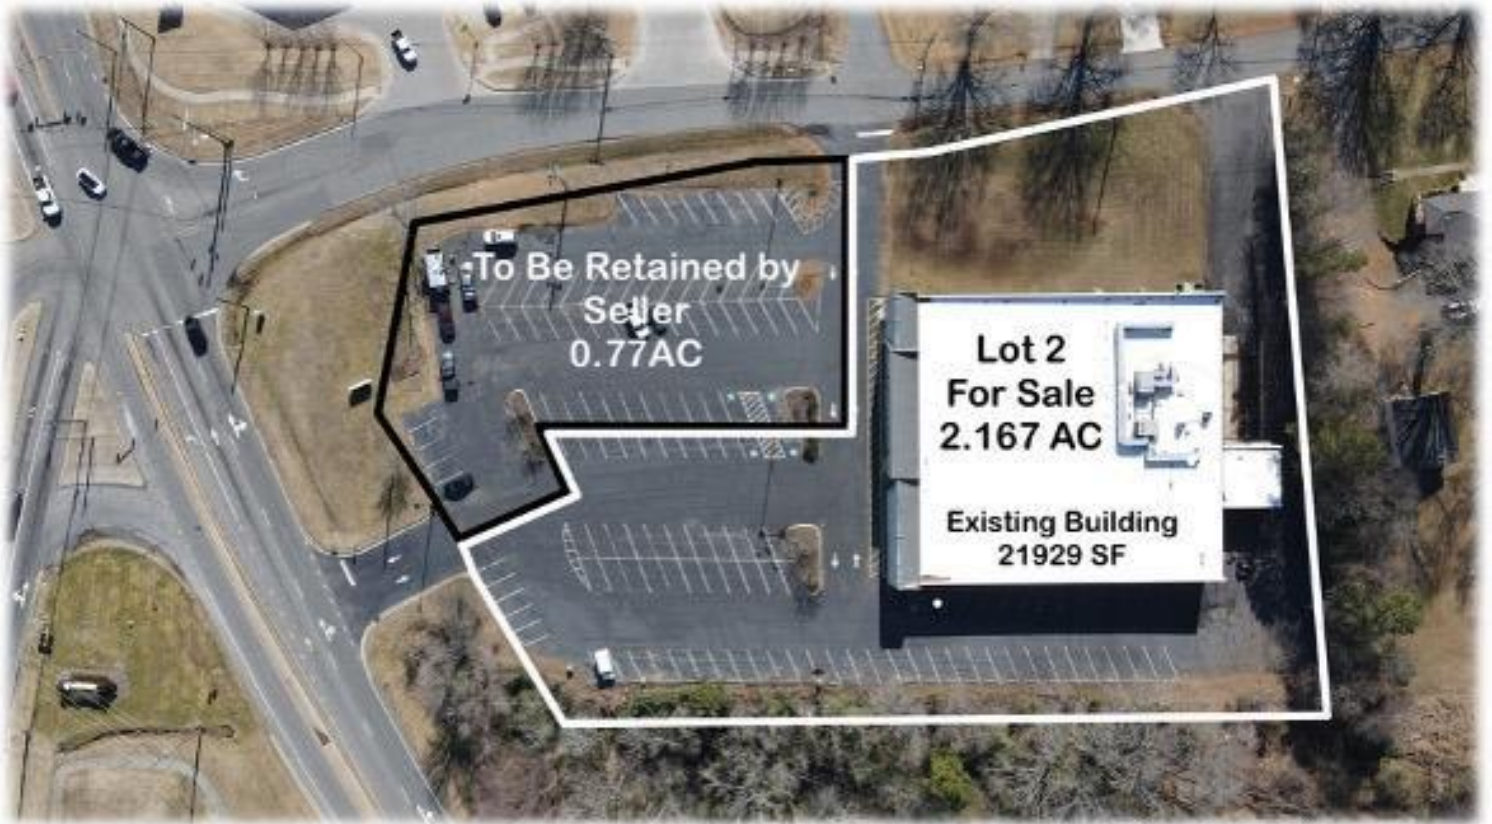 To Be Retained by
Seller
0.77AC
Lot 2
For Sale
2.167 AC
Existing Building
21929 SF